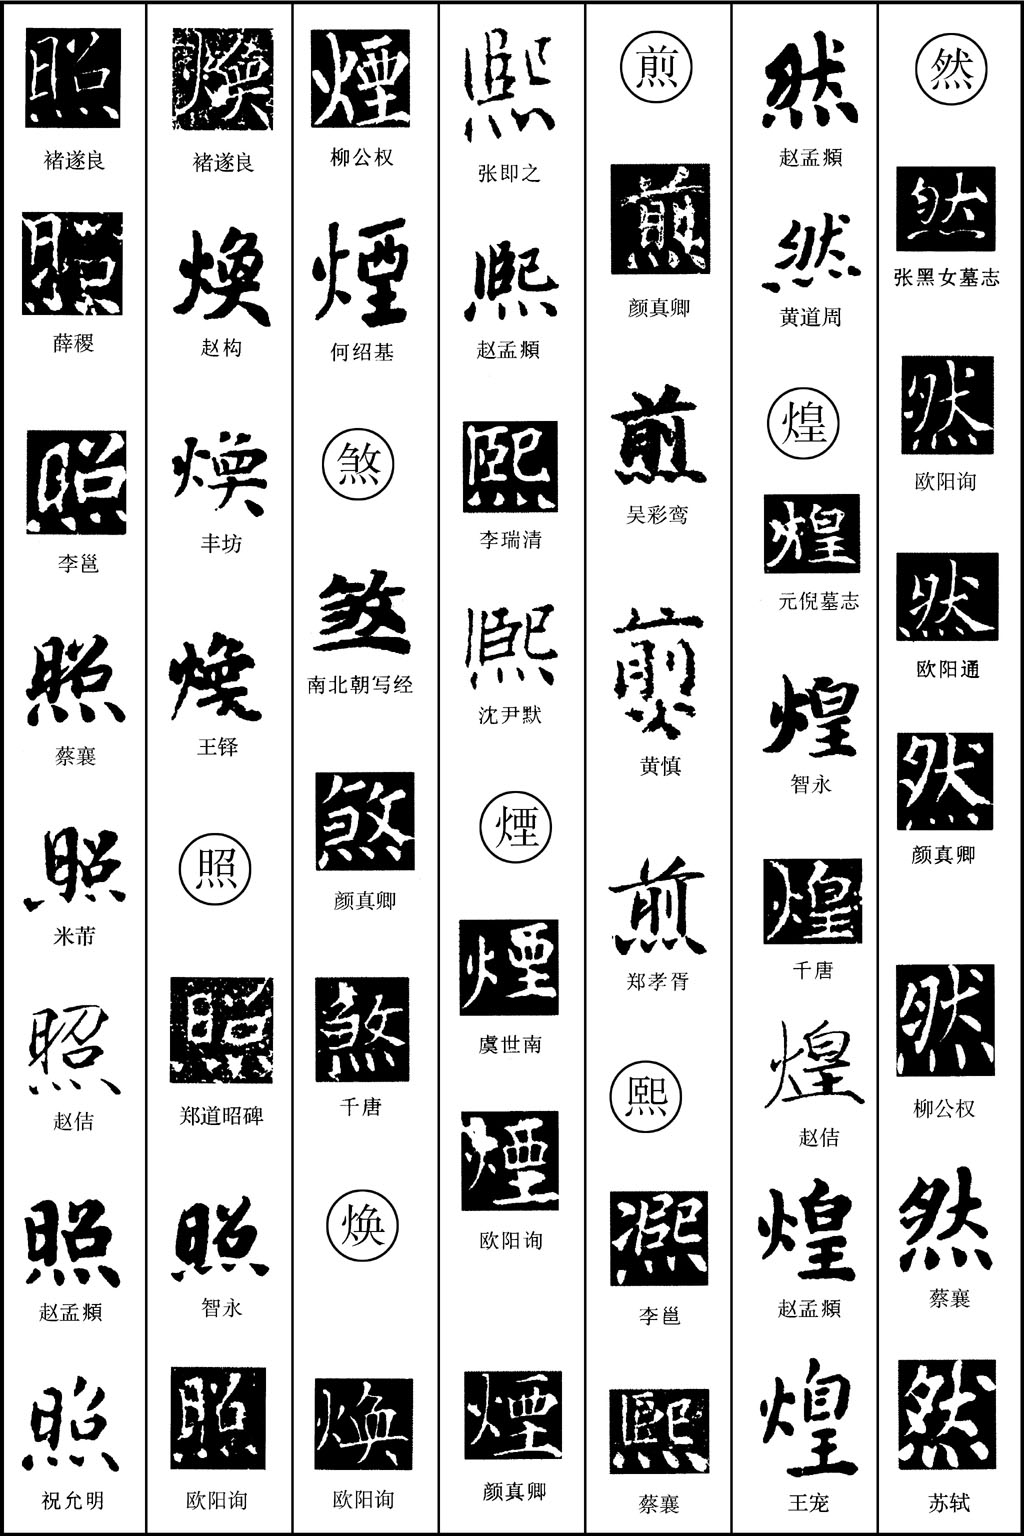 然
然
张黑女墓志
然
欧阳询
然
欧阳通
然
颜真卿
然
柳公权
然
蔡襄
然
苏轼
然
赵孟頫
然
黄道周
煌
煌
元倪墓志
煌
智永
煌
千唐
煌
赵佶
煌
赵孟頫
煌
王宠
煎
煎
颜真卿
煎
吴彩鸾
煎
黄慎
煎
郑孝胥
熙
熙
李邕
熙
蔡襄
熙
张即之
熙
赵孟頫
熙
李瑞清
熙
沈尹默
煙
煙
虞世南
煙
欧阳询
煙
颜真卿
煙
柳公权
煙
何绍基
煞
煞
南北朝写经
煞
颜真卿
煞
千唐
焕
焕
欧阳询
焕
褚遂良
焕
赵构
焕
丰坊
焕
王铎
照
照
郑道昭碑
照
智永
照
欧阳询
照
褚遂良
照
薛稷
照
李邕
照
蔡襄
照
米芾
照
赵佶
照
赵孟頫
照
祝允明